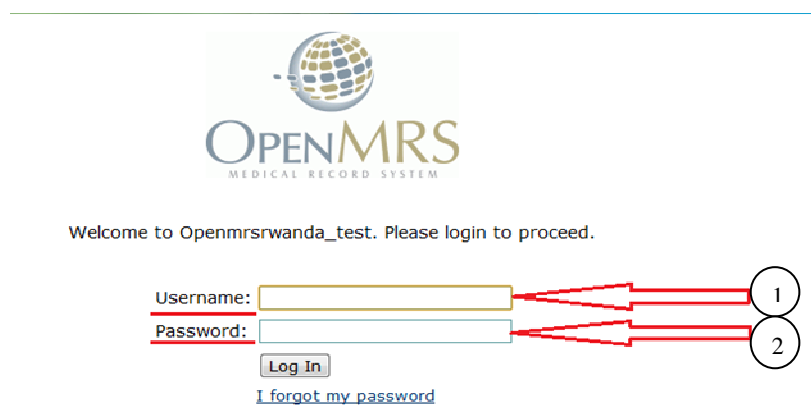 OPENMRS
MEDICAL RECORD SYSTEM
Welcome to Openmrsrwanda_test. Please login to proceed.
Username: 1
Password: 2
Log In
I forgot my password